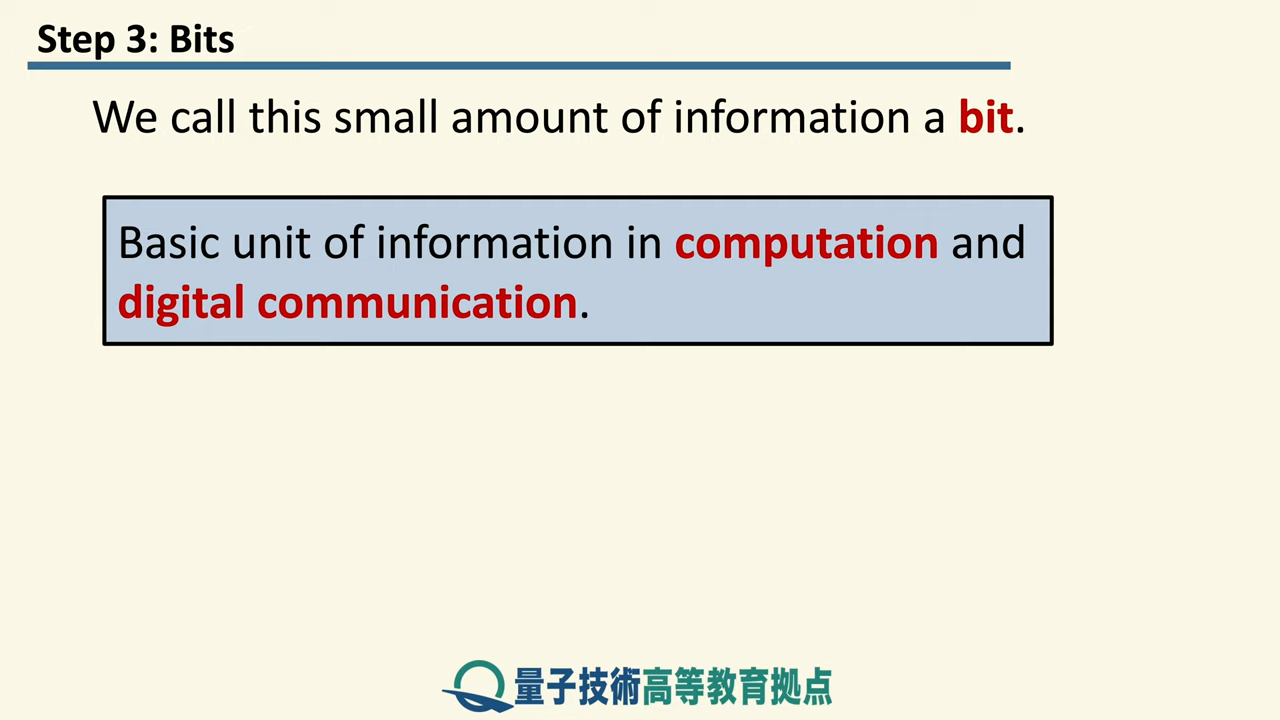 Step 3: Bits
We call this small amount of information a bit.
Basic unit of information in computation and
digital communication.
量子技術高等教育拠点